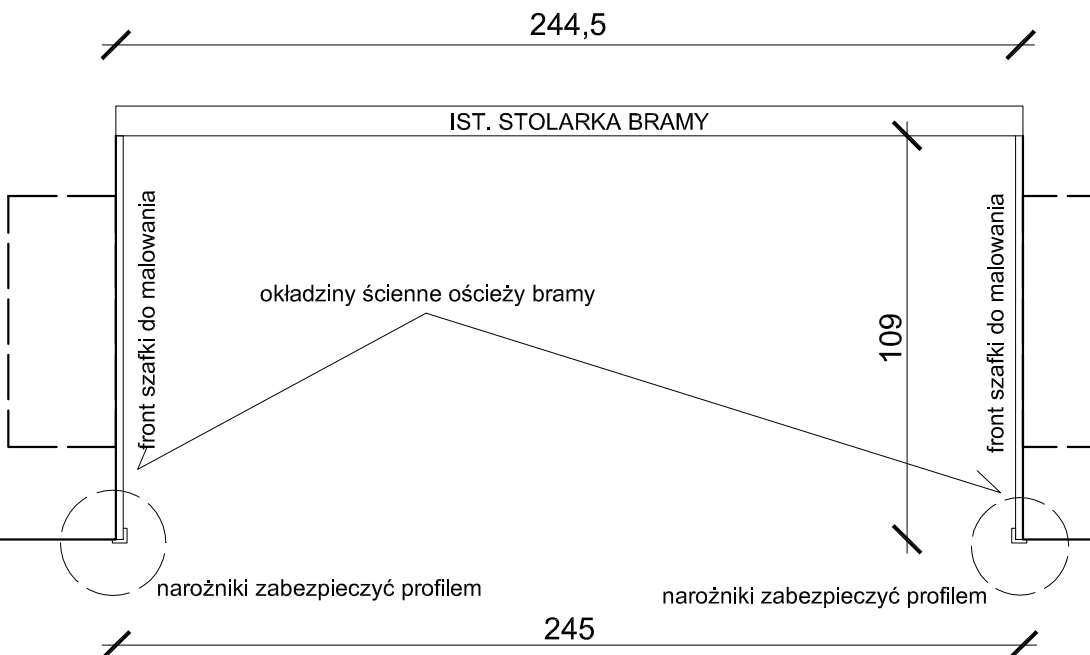 244,5
IST. STOLARKA BRAMY
front szafki do malowania
front szafki do malowania
okładziny ścienne ościeży bramy
109
narożniki zabezpieczyć profilem
narożniki zabezpieczyć profilem
245